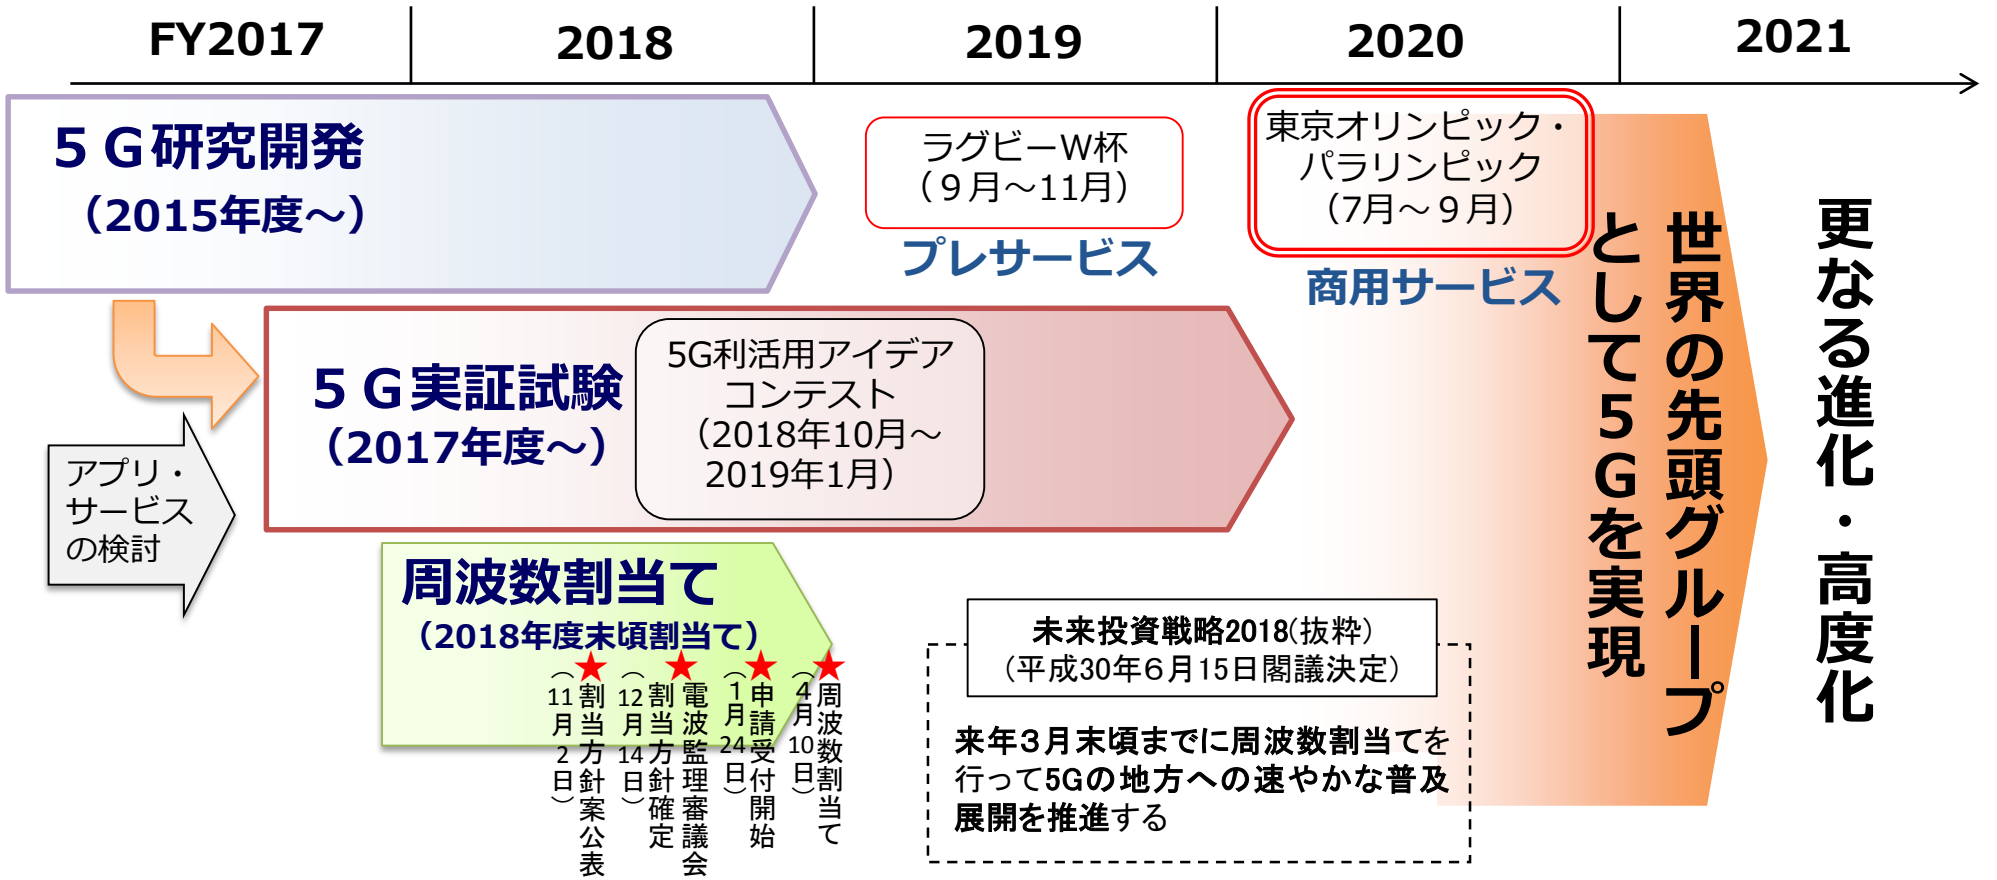 FY2017
2018
2019
2020
2021
５Ｇ研究開発
（2015年度～）
ラグビーW杯
（９月～11月）
プレサービス
東京オリンピック・
パラリンピック
（7月～９月）
商用サービス
５Ｇ実証試験
（2017年度～）
5G利活用アイデア
コンテスト
（2018年10月～
2019年1月）
アプリ・
サービス
の検討
周波数割当て
（2018年度末頃割当て）
★
割当方針案公表
（11月2日）
★
電波監理審議会
割当方針確定
（12月14日）
★
申請受付開始
（1月24日）
★
周波数割当て
（4月10日）
未来投資戦略2018(抜粋)
(平成30年６月15日閣議決定)
来年３月末頃までに周波数割当てを
行って5Gの地方への速やかな普及
展開を推進する
世界の先頭グループ
として５Ｇを実現
更なる進化・高度化